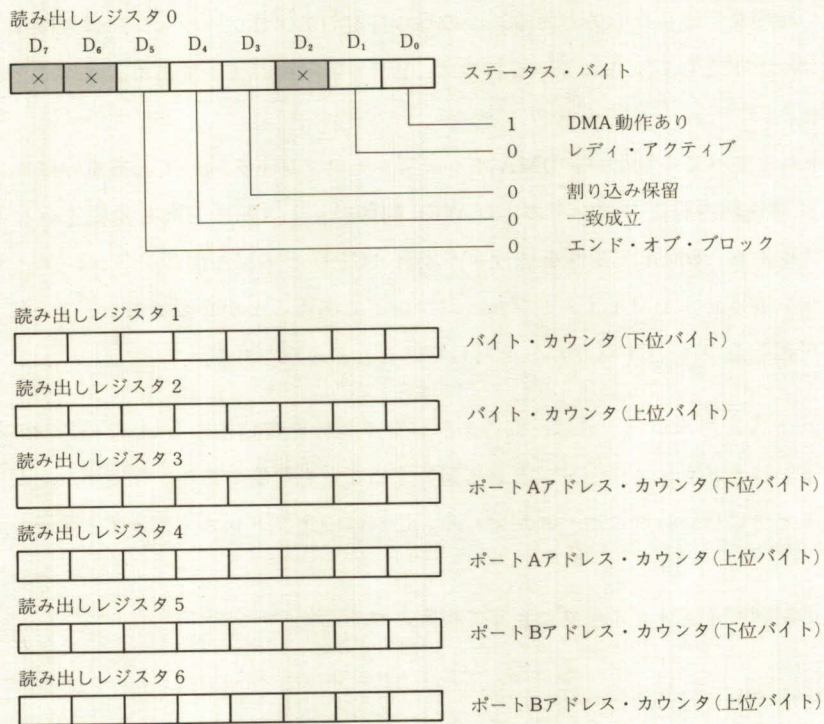 読み出しレジスタ0
D₇ D₆ D₅ D₄ D₃ D₂ D₁ D₀
× × × ステータス・バイト
1 DMA動作あり
0 レディ・アクティブ
0 割り込み保留
0 一致成立
0 エンド・オブ・ブロック
読み出しレジスタ1
バイト・カウンタ(下位バイト)
読み出しレジスタ2
バイト・カウンタ(上位バイト)
読み出しレジスタ3
ポートAアドレス・カウンタ(下位バイト)
読み出しレジスタ4
ポートAアドレス・カウンタ(上位バイト)
読み出しレジスタ5
ポートBアドレス・カウンタ(下位バイト)
読み出しレジスタ6
ポートBアドレス・カウンタ(上位バイト)